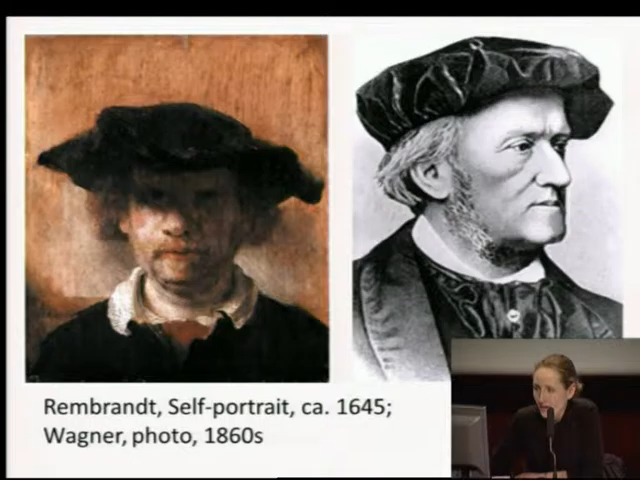 Rembrandt, Self-portrait, ca. 1645;
Wagner, photo, 1860s